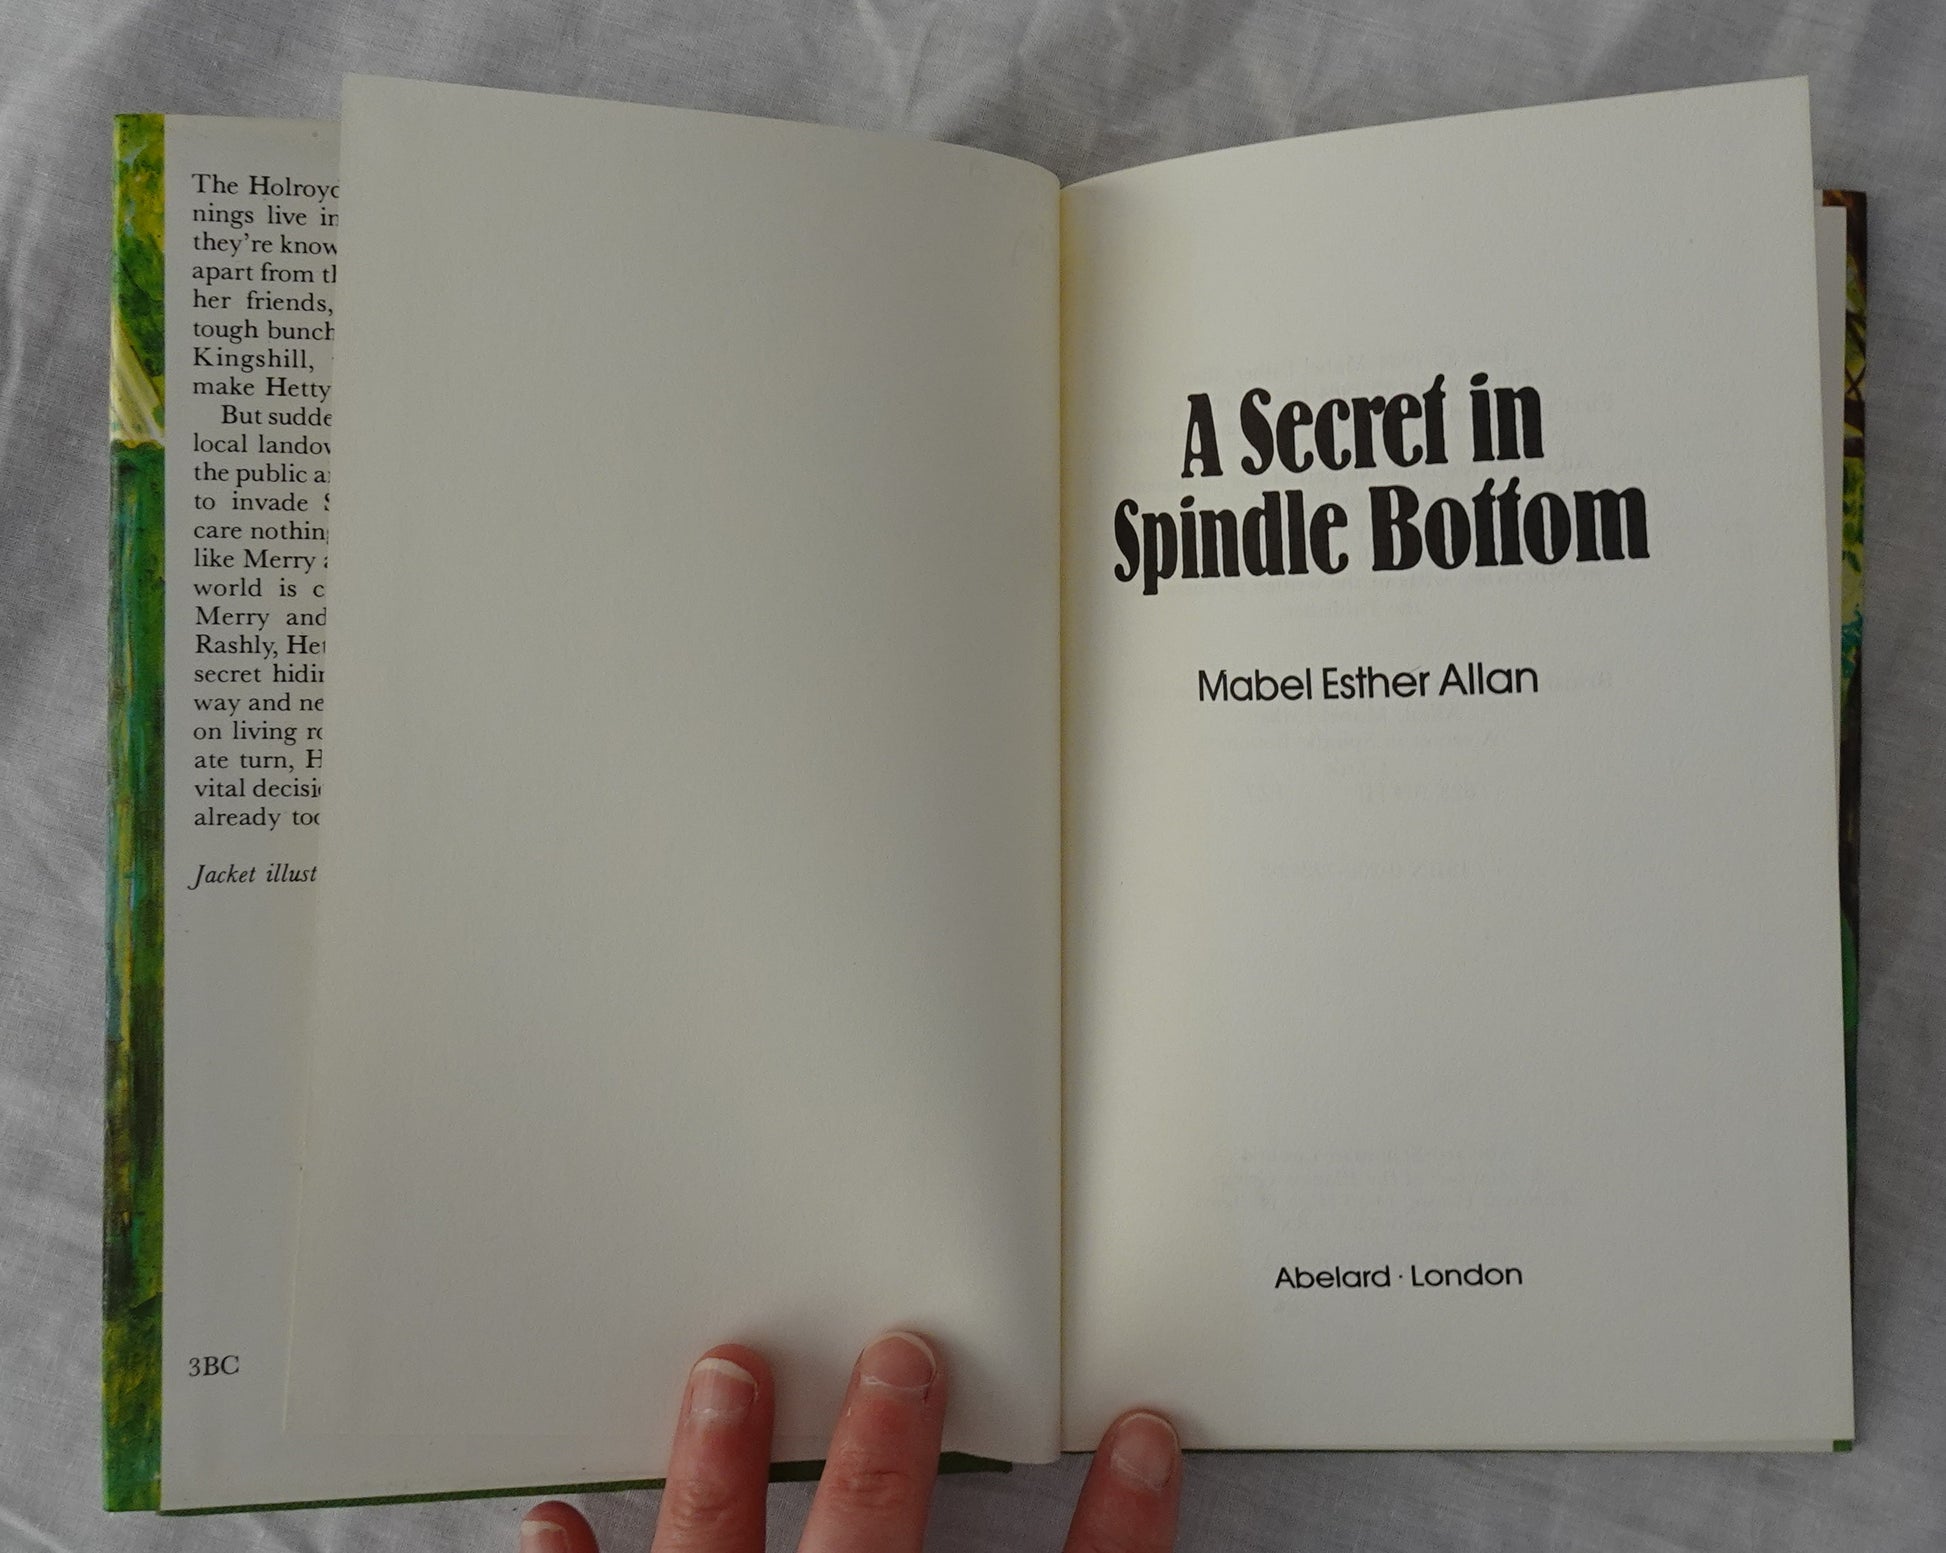 The Holroyd
nings live in
they're know
apart from th
her friends,
tough bunch
Kingshill,
make Hetty
But sudde
local landow
the public a
to invade S
care nothin
like Merry a
world is c
Merry and
Rashly, Het
secret hidin
way and ne
on living ro
ate turn, H
vital decisi
already too
Jacket illust
3BC
A Secret in
Spindle Bottom
Mabel Esther Allan
Abelard · London